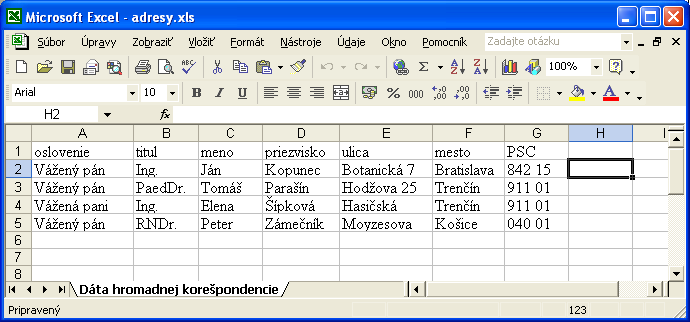 Microsoft Excel - adresy.xls
Súbor Úpravy Zobraziť Vložiť Formát Nástroje Údaje Okno Pomocník Zadajte otázku
100%
Arial 10 B I U
H2 fx
A B C D E F G H I
1 oslovenie titul meno priezvisko ulica mesto PSC
2 Vážený pán Ing. Ján Kopunec Botanická 7 Bratislava 842 15
3 Vážený pán PaedDr. Tomáš Parašín Hodžova 25 Trenčín 911 01
4 Vážená pani Ing. Elena Šípková Hasičská Trenčín 911 01
5 Vážený pán RNDr. Peter Zámečník Moyzesova Košice 040 01
6
7
8
Dáta hromadnej korešpondencie
Pripravený 123